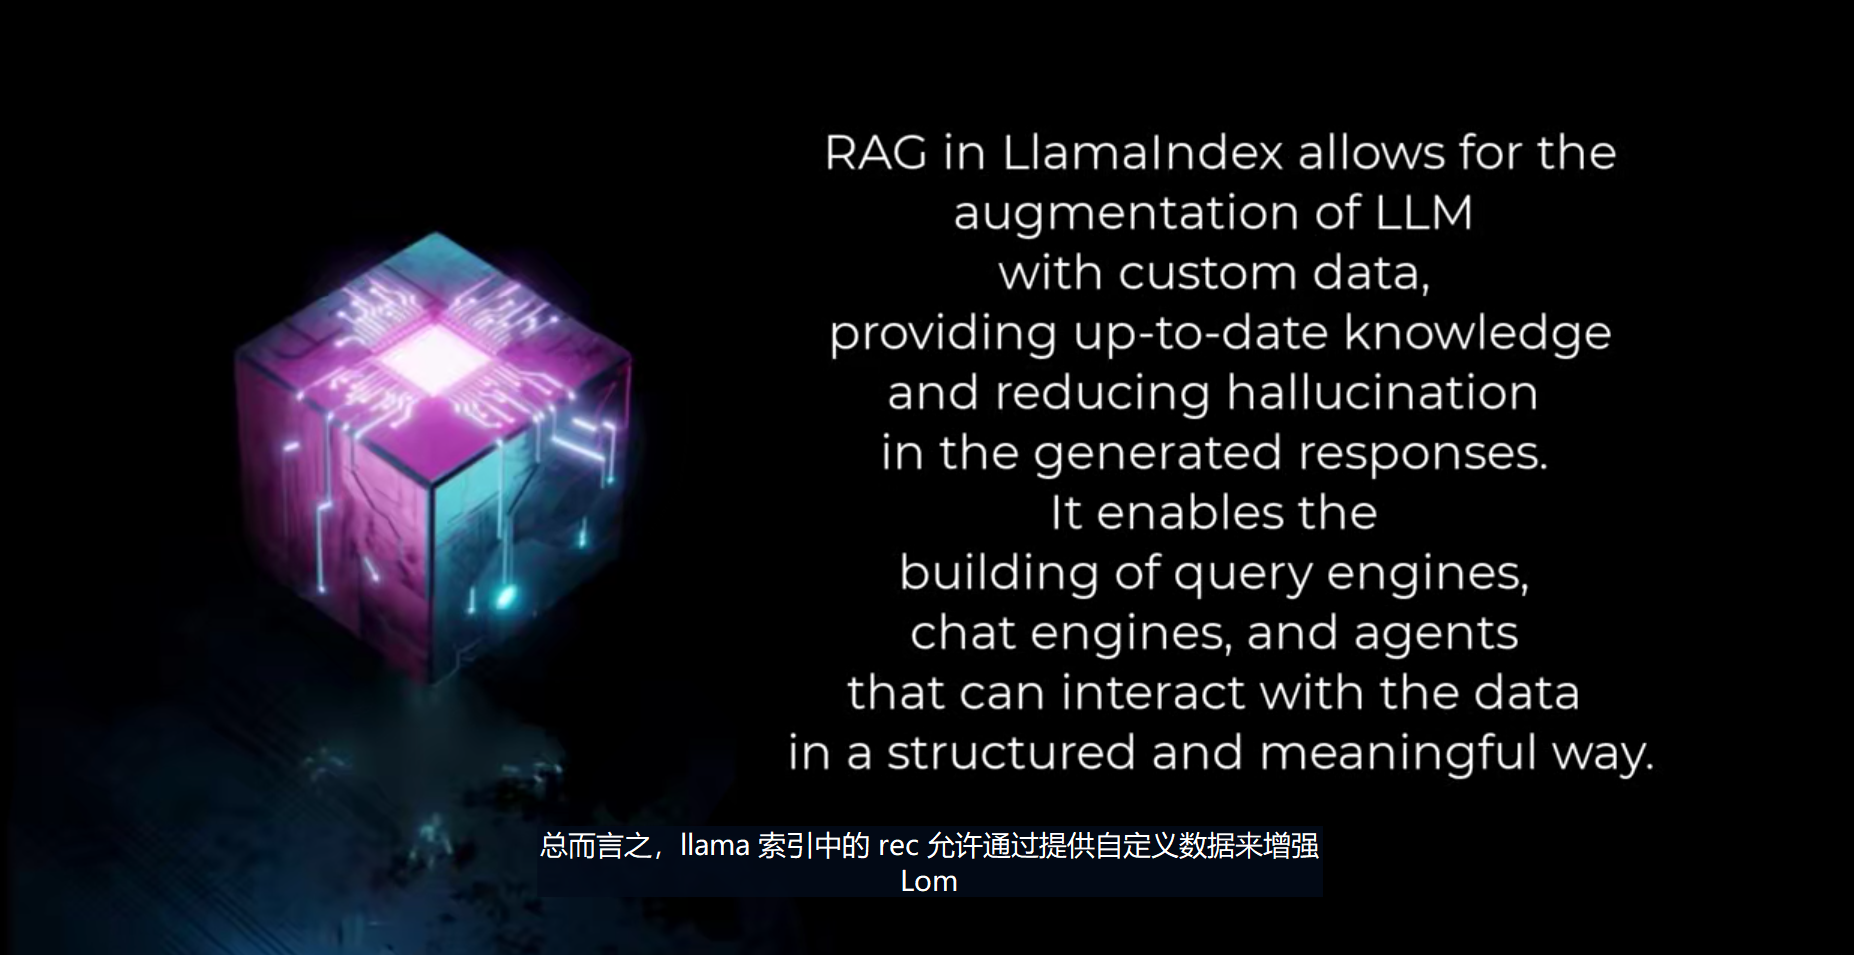 RAG in LlamaIndex allows for the
augmentation of LLM
with custom data,
providing up-to-date knowledge
and reducing hallucination
in the generated responses.
It enables the
building of query engines,
chat engines, and agents
that can interact with the data
in a structured and meaningful way.
总而言之，llama 索引中的 rec 允许通过提供自定义数据来增强
Lom